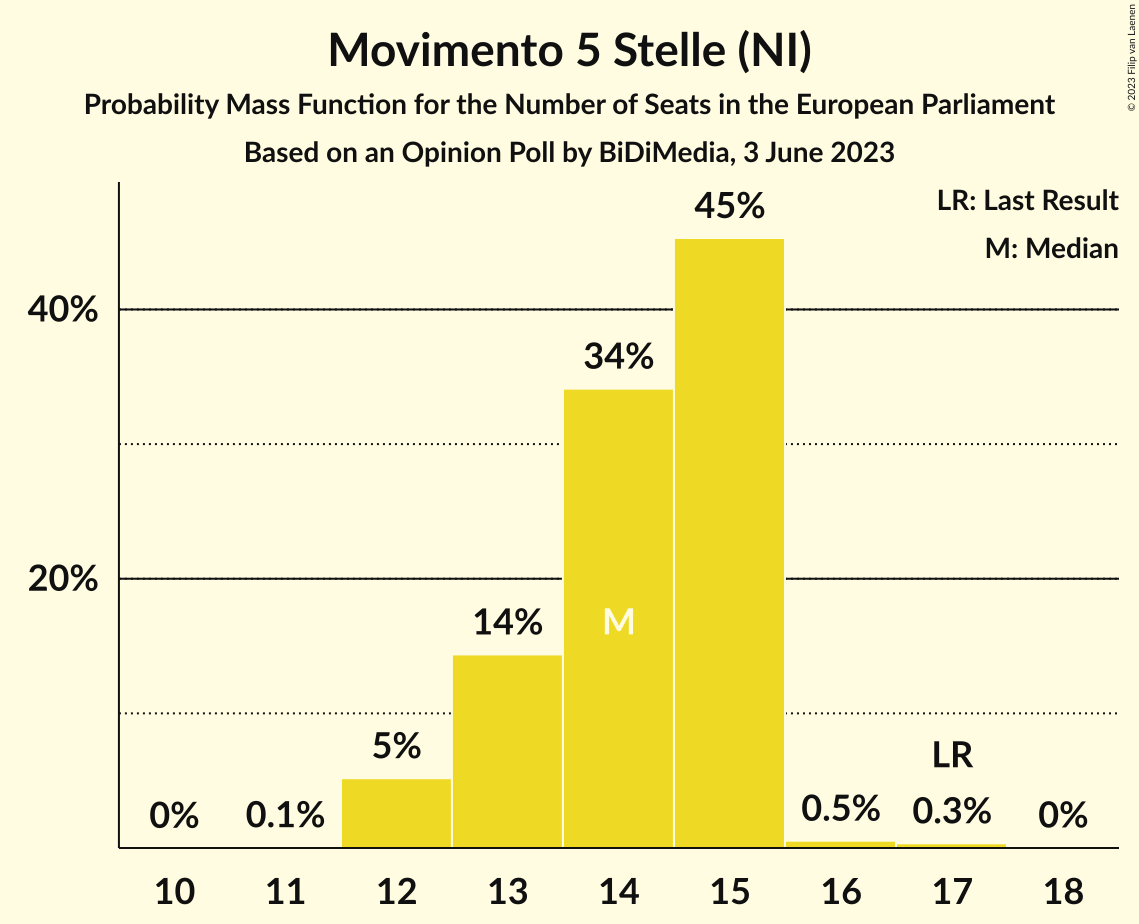 Movimento 5 Stelle (NI)
Probability Mass Function for the Number of Seats in the European Parliament
Based on an Opinion Poll by BiDiMedia, 3 June 2023
© 2023 Filip van Laenen
LR: Last Result
M: Median
45%
40%
34%
20%
14%
M
5%
LR
0%
0.1%
0.5%
0.3%
0%
10 11 12 13 14 15 16 17 18